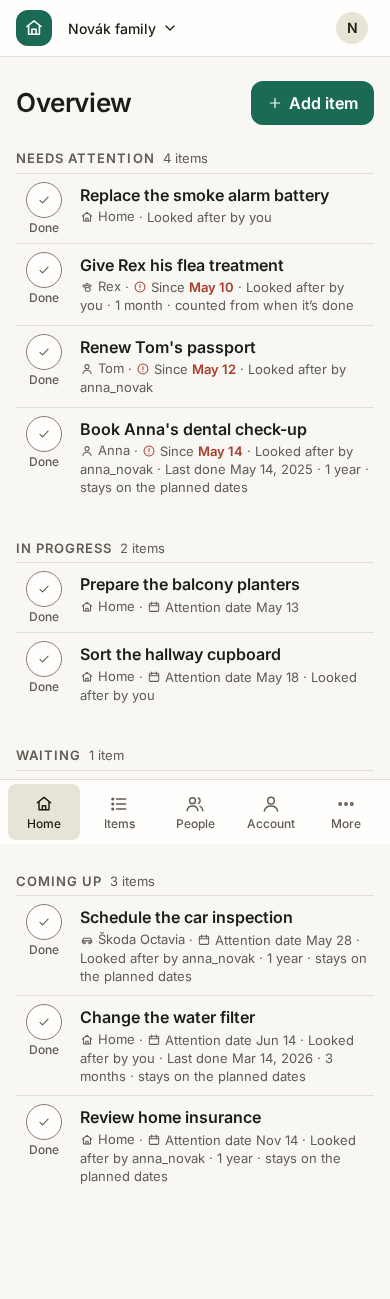 Novák family
N
Overview
Add item
NEEDS ATTENTION 4 items
Replace the smoke alarm battery
Home · Looked after by you
Done
Give Rex his flea treatment
Rex · Since May 10 · Looked after by
you · 1 month · counted from when it’s done
Done
Renew Tom's passport
Tom · Since May 12 · Looked after by
anna_novak
Done
Book Anna's dental check-up
Anna · Since May 14 · Looked after by
anna_novak · Last done May 14, 2025 · 1 year ·
stays on the planned dates
Done
IN PROGRESS 2 items
Prepare the balcony planters
Home · Attention date May 13
Done
Sort the hallway cupboard
Home · Attention date May 18 · Looked
after by you
Done
WAITING 1 item
Home
Items
People
Account
More
COMING UP 3 items
Schedule the car inspection
Škoda Octavia · Attention date May 28 ·
Looked after by anna_novak · 1 year · stays on
the planned dates
Done
Change the water filter
Home · Attention date Jun 14 · Looked
after by you · Last done Mar 14, 2026 · 3
months · stays on the planned dates
Done
Review home insurance
Home · Attention date Nov 14 · Looked
after by anna_novak · 1 year · stays on the
planned dates
Done